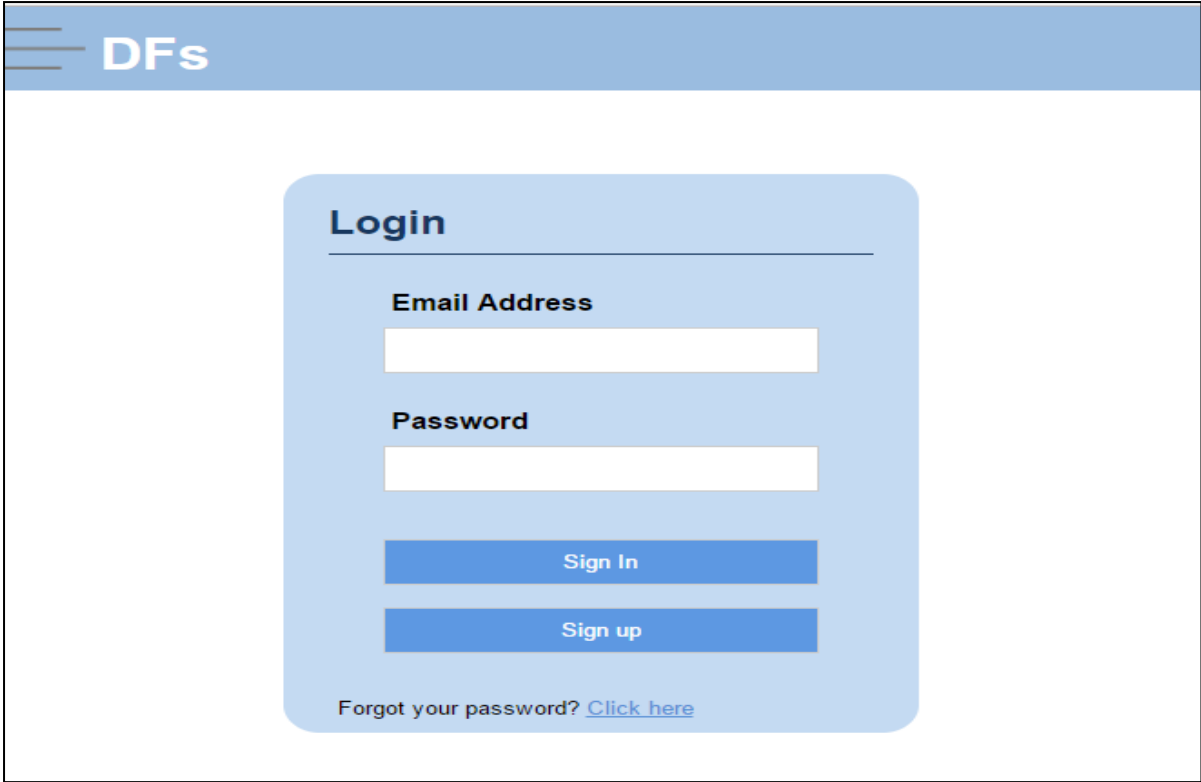 DFs
Login
Email Address
Password
Sign In
Sign up
Forgot your password? Click here